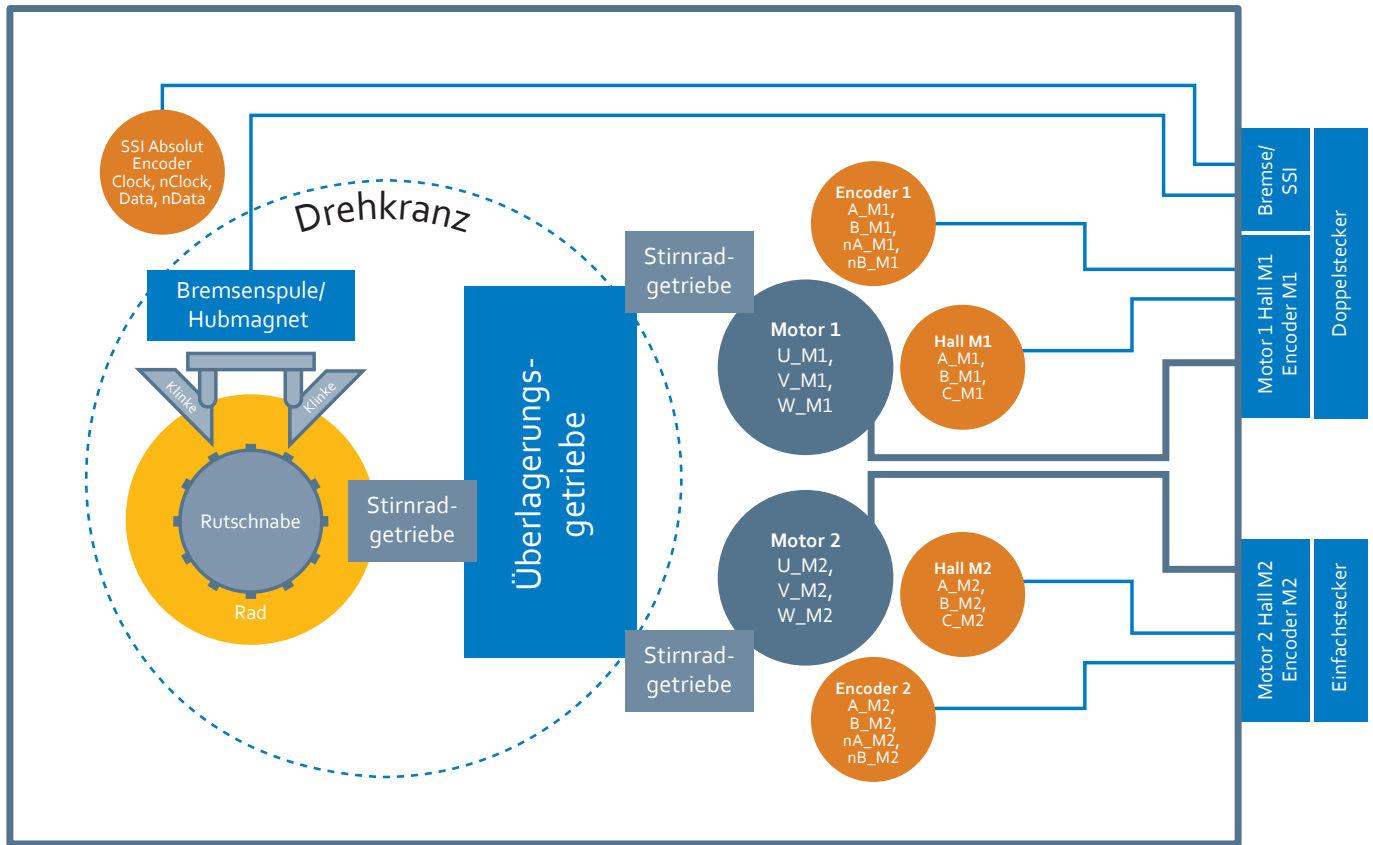 SSI Absolut
Encoder
Clock, nClock,
Data, nData
Drehkranz
Bremsenspule/
Hubmagnet
Klinke
Klinke
Rutschnabe
Rad
Stirnrad-
getriebe
Überlagerungs-
getriebe
Stirnrad-
getriebe
Stirnrad-
getriebe
Encoder 1
A_M1,
B_M1,
nA_M1,
nB_M1
Motor 1
U_M1,
V_M1,
W_M1
Hall M1
A_M1,
B_M1,
C_M1
Motor 2
U_M2,
V_M2,
W_M2
Hall M2
A_M2,
B_M2,
C_M2
Encoder 2
A_M2,
B_M2,
nA_M2,
nB_M2
Bremse/
SSI
Motor 1 Hall M1
Encoder M1
Doppelstecker
Motor 2 Hall M2
Encoder M2
Einfachstecker